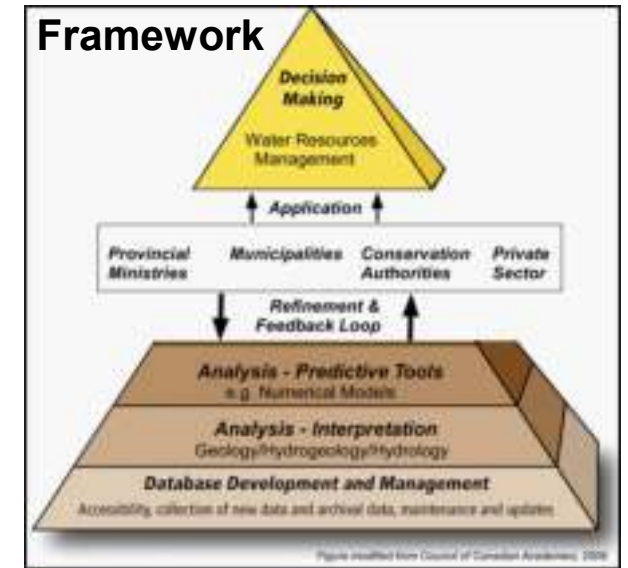 Framework
Decision
Making
Water Resources
Management
Application
Provincial Municipalities Conservation Private
Ministries Authorities Sector
Refinement &
Feedback Loop
Analysis - Predictive Tools
e.g. Numerical Models
Analysis - Interpretation
Geology/Hydrogeology/Hydrology
Database Development and Management
Accessibility, collection of new data and archival data, maintenance and updates
Figure modified from Council of Canadian Academies, 2009